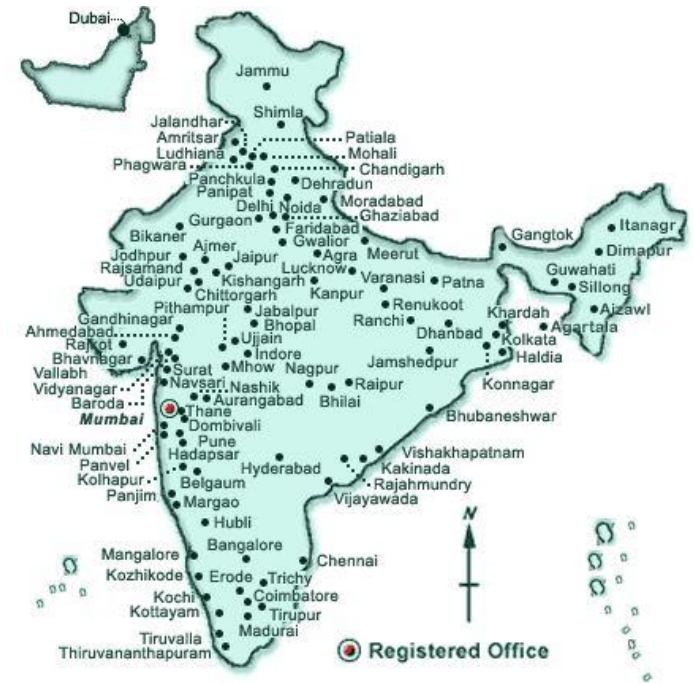 Dubai
Jammu
Shimla
Jalandhar
Amritsar
Patiala
Ludhiana
Mohali
Phagwara
Chandigarh
Panchkula
Dehradun
Panipat
Moradabad
Delhi
Noida
Ghaziabad
Gurgaon
Faridabad
Bikaner
Gwalior
Gangtok
Itanagr
Ajmer
Meerut
Dimapur
Jodhpur
Jaipur
Agra
Rajsamand
Lucknow
Guwahati
Udaipur
Kishangarh
Varanasi
Patna
Sillong
Chittorgarh
Kanpur
Pithampur
Renukoot
Gandhinagar
Jabalpur
Khardah
Aizawl
Ranchi
Ahmedabad
Bhopal
Dhanbad
Agartala
Rajkot
Ujjain
Kolkata
Bhavnagar
Indore
Haldia
Vallabh
Vidyanagar
Surat
Mhow
Nagpur
Jamshedpur
Navsari
Nashik
Raipur
Konnagar
Baroda
Aurangabad
Bhilai
Mumbai
Thane
Bhubaneshwar
Dombivali
Navi Mumbai
Pune
Panvel
Hadapsar
Vishakhapatnam
Kolhapur
Hyderabad
Kakinada
Belgaum
Rajahmundry
Panjim
Margao
Vijayawada
Hubli
N
Bangalore
Mangalore
Chennai
Kozhikode
Erode
Trichy
Kochi
Coimbatore
Kottayam
Tirupur
Madurai
Tiruvalla
Thiruvananthapuram
Registered Office